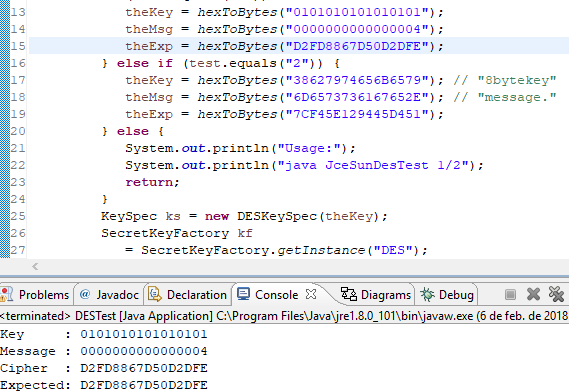 13 theKey = hexToBytes("0101010101010101");
14 theMsg = hexToBytes("0000000000000004");
15 theExp = hexToBytes("D2FD8867D50D2DFE");
16 } else if (test.equals("2")) {
17 theKey = hexToBytes("38627974656B6579"); // "8bytekey"
18 theMsg = hexToBytes("6D6573736167652E"); // "message."
19 theExp = hexToBytes("7CF45E129445D451");
20 } else {
21 System.out.println("Usage:");
22 System.out.println("java JceSunDesTest 1/2");
23 return;
24 }
25 KeySpec ks = new DESKeySpec(theKey);
26 SecretKeyFactory kf
27 = SecretKeyFactory.getInstance("DES");
Problems @ Javadoc Declaration Console Diagrams Debug
<terminated> DESTest [Java Application] C:\Program Files\Java\jre1.8.0_101\bin\javaw.exe (6 de feb. de 2018
Key : 0101010101010101
Message : 0000000000000004
Cipher : D2FD8867D50D2DFE
Expected: D2FD8867D50D2DFE